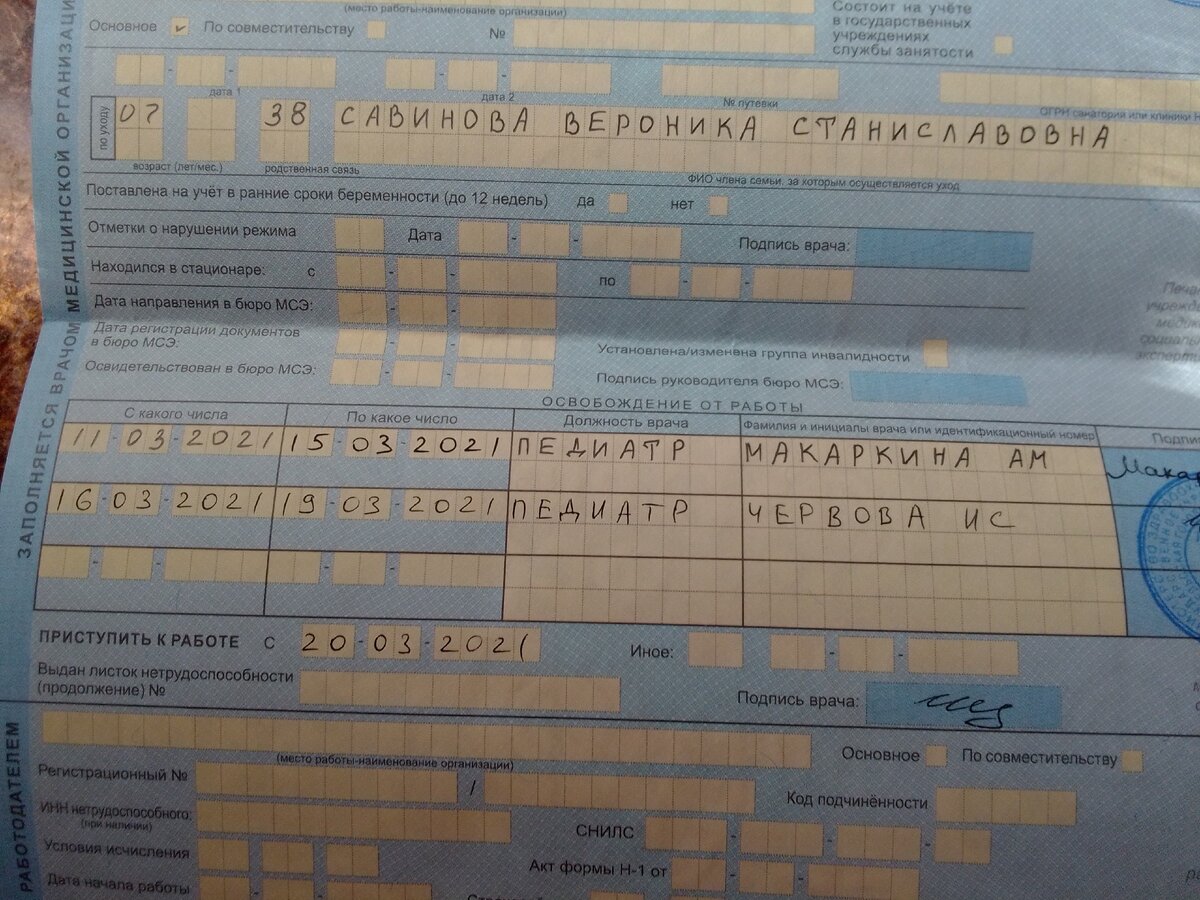 (место работы-наименование организации)
Основное ✓ По совместительству №
Состоит на учёте
в государственных
учреждениях
службы занятости
дата 1 дата 2 № путевки ОГРН санатория или клиники
по уходу 07 38 САВИНОВА ВЕРОНИКА СТАНИСЛАВОВНА
возраст (лет/мес.) родственная связь ФИО члена семьи, за которым осуществляется уход
Поставлена на учёт в ранние сроки беременности (до 12 недель) да нет
Отметки о нарушении режима Дата Подпись врача:
Находился в стационаре: с по
Дата направления в бюро МСЭ:
Дата регистрации документов
в бюро МСЭ:
Установлена/изменена группа инвалидности
Освидетельствован в бюро МСЭ:
Подпись руководителя бюро МСЭ:
ЗАПОЛНЯЕТСЯ ВРАЧОМ МЕДИЦИНСКОЙ ОРГАНИЗАЦИ
ОСВОБОЖДЕНИЕ ОТ РАБОТЫ
С какого числа По какое число Должность врача Фамилия и инициалы врача или идентификационный номер
11-03-2021 15-03-2021 ПЕДИАТР МАКАРКИНА АМ
16-03-2021 19-03-2021 ПЕДИАТР ЧЕРВОВА ИС
ПРИСТУПИТЬ К РАБОТЕ С 20-03-2021 Иное:
Выдан листок нетрудоспособности
(продолжение) №
Подпись врача:
РАБОТОДАТЕЛЕМ
(место работы-наименование организации)
Основное По совместительству
Регистрационный № / Код подчинённости
ИНН нетрудоспособного:
(при наличии)
СНИЛС
Условия исчисления Акт формы Н-1 от
Дата начала работы